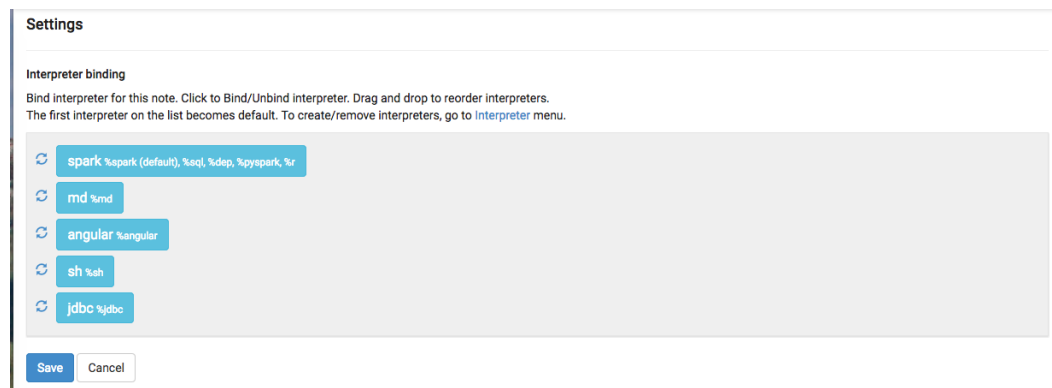 Settings
Interpreter binding
Bind interpreter for this note. Click to Bind/Unbind interpreter. Drag and drop to reorder interpreters.
The first interpreter on the list becomes default. To create/remove interpreters, go to Interpreter menu.
spark %spark (default), %sql, %dep, %pyspark, %r
md %md
angular %angular
sh %sh
jdbc %jdbc
Save Cancel